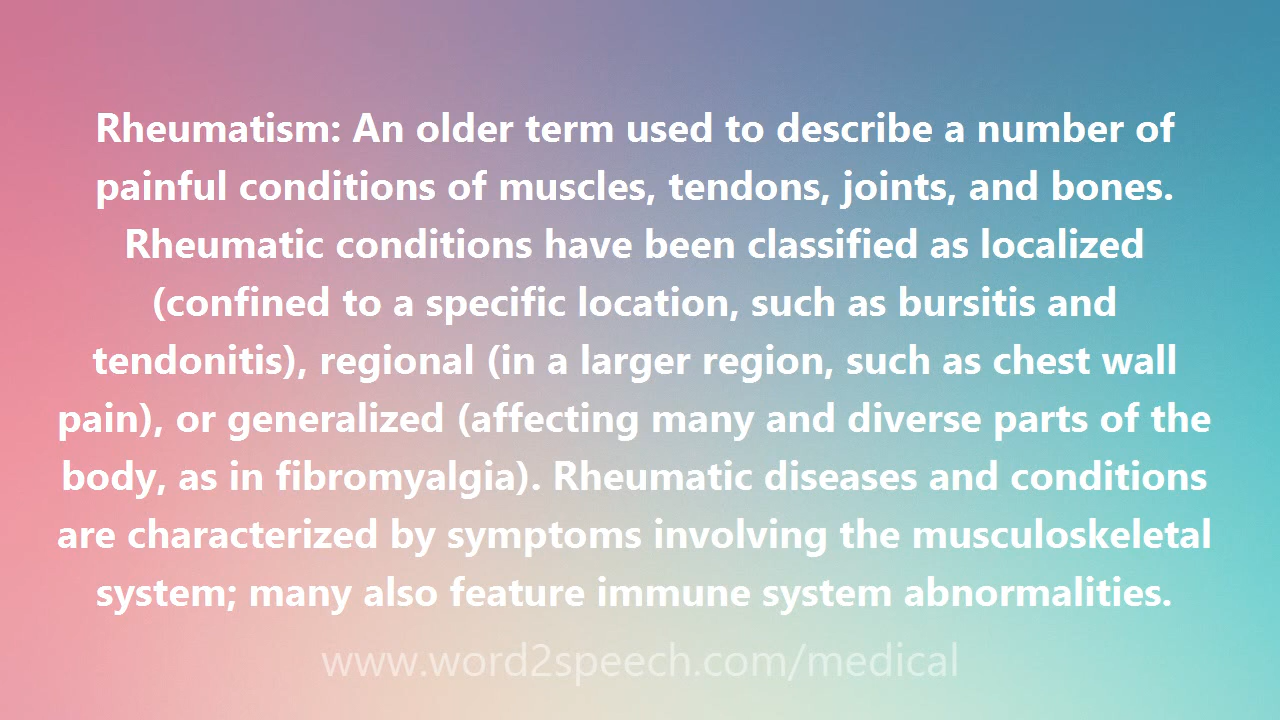 Rheumatism: An older term used to describe a number of
painful conditions of muscles, tendons, joints, and bones.
Rheumatic conditions have been classified as localized
(confined to a specific location, such as bursitis and
tendonitis), regional (in a larger region, such as chest wall
pain), or generalized (affecting many and diverse parts of the
body, as in fibromyalgia). Rheumatic diseases and conditions
are characterized by symptoms involving the musculoskeletal
system; many also feature immune system abnormalities.
www.word2speech.com/medical